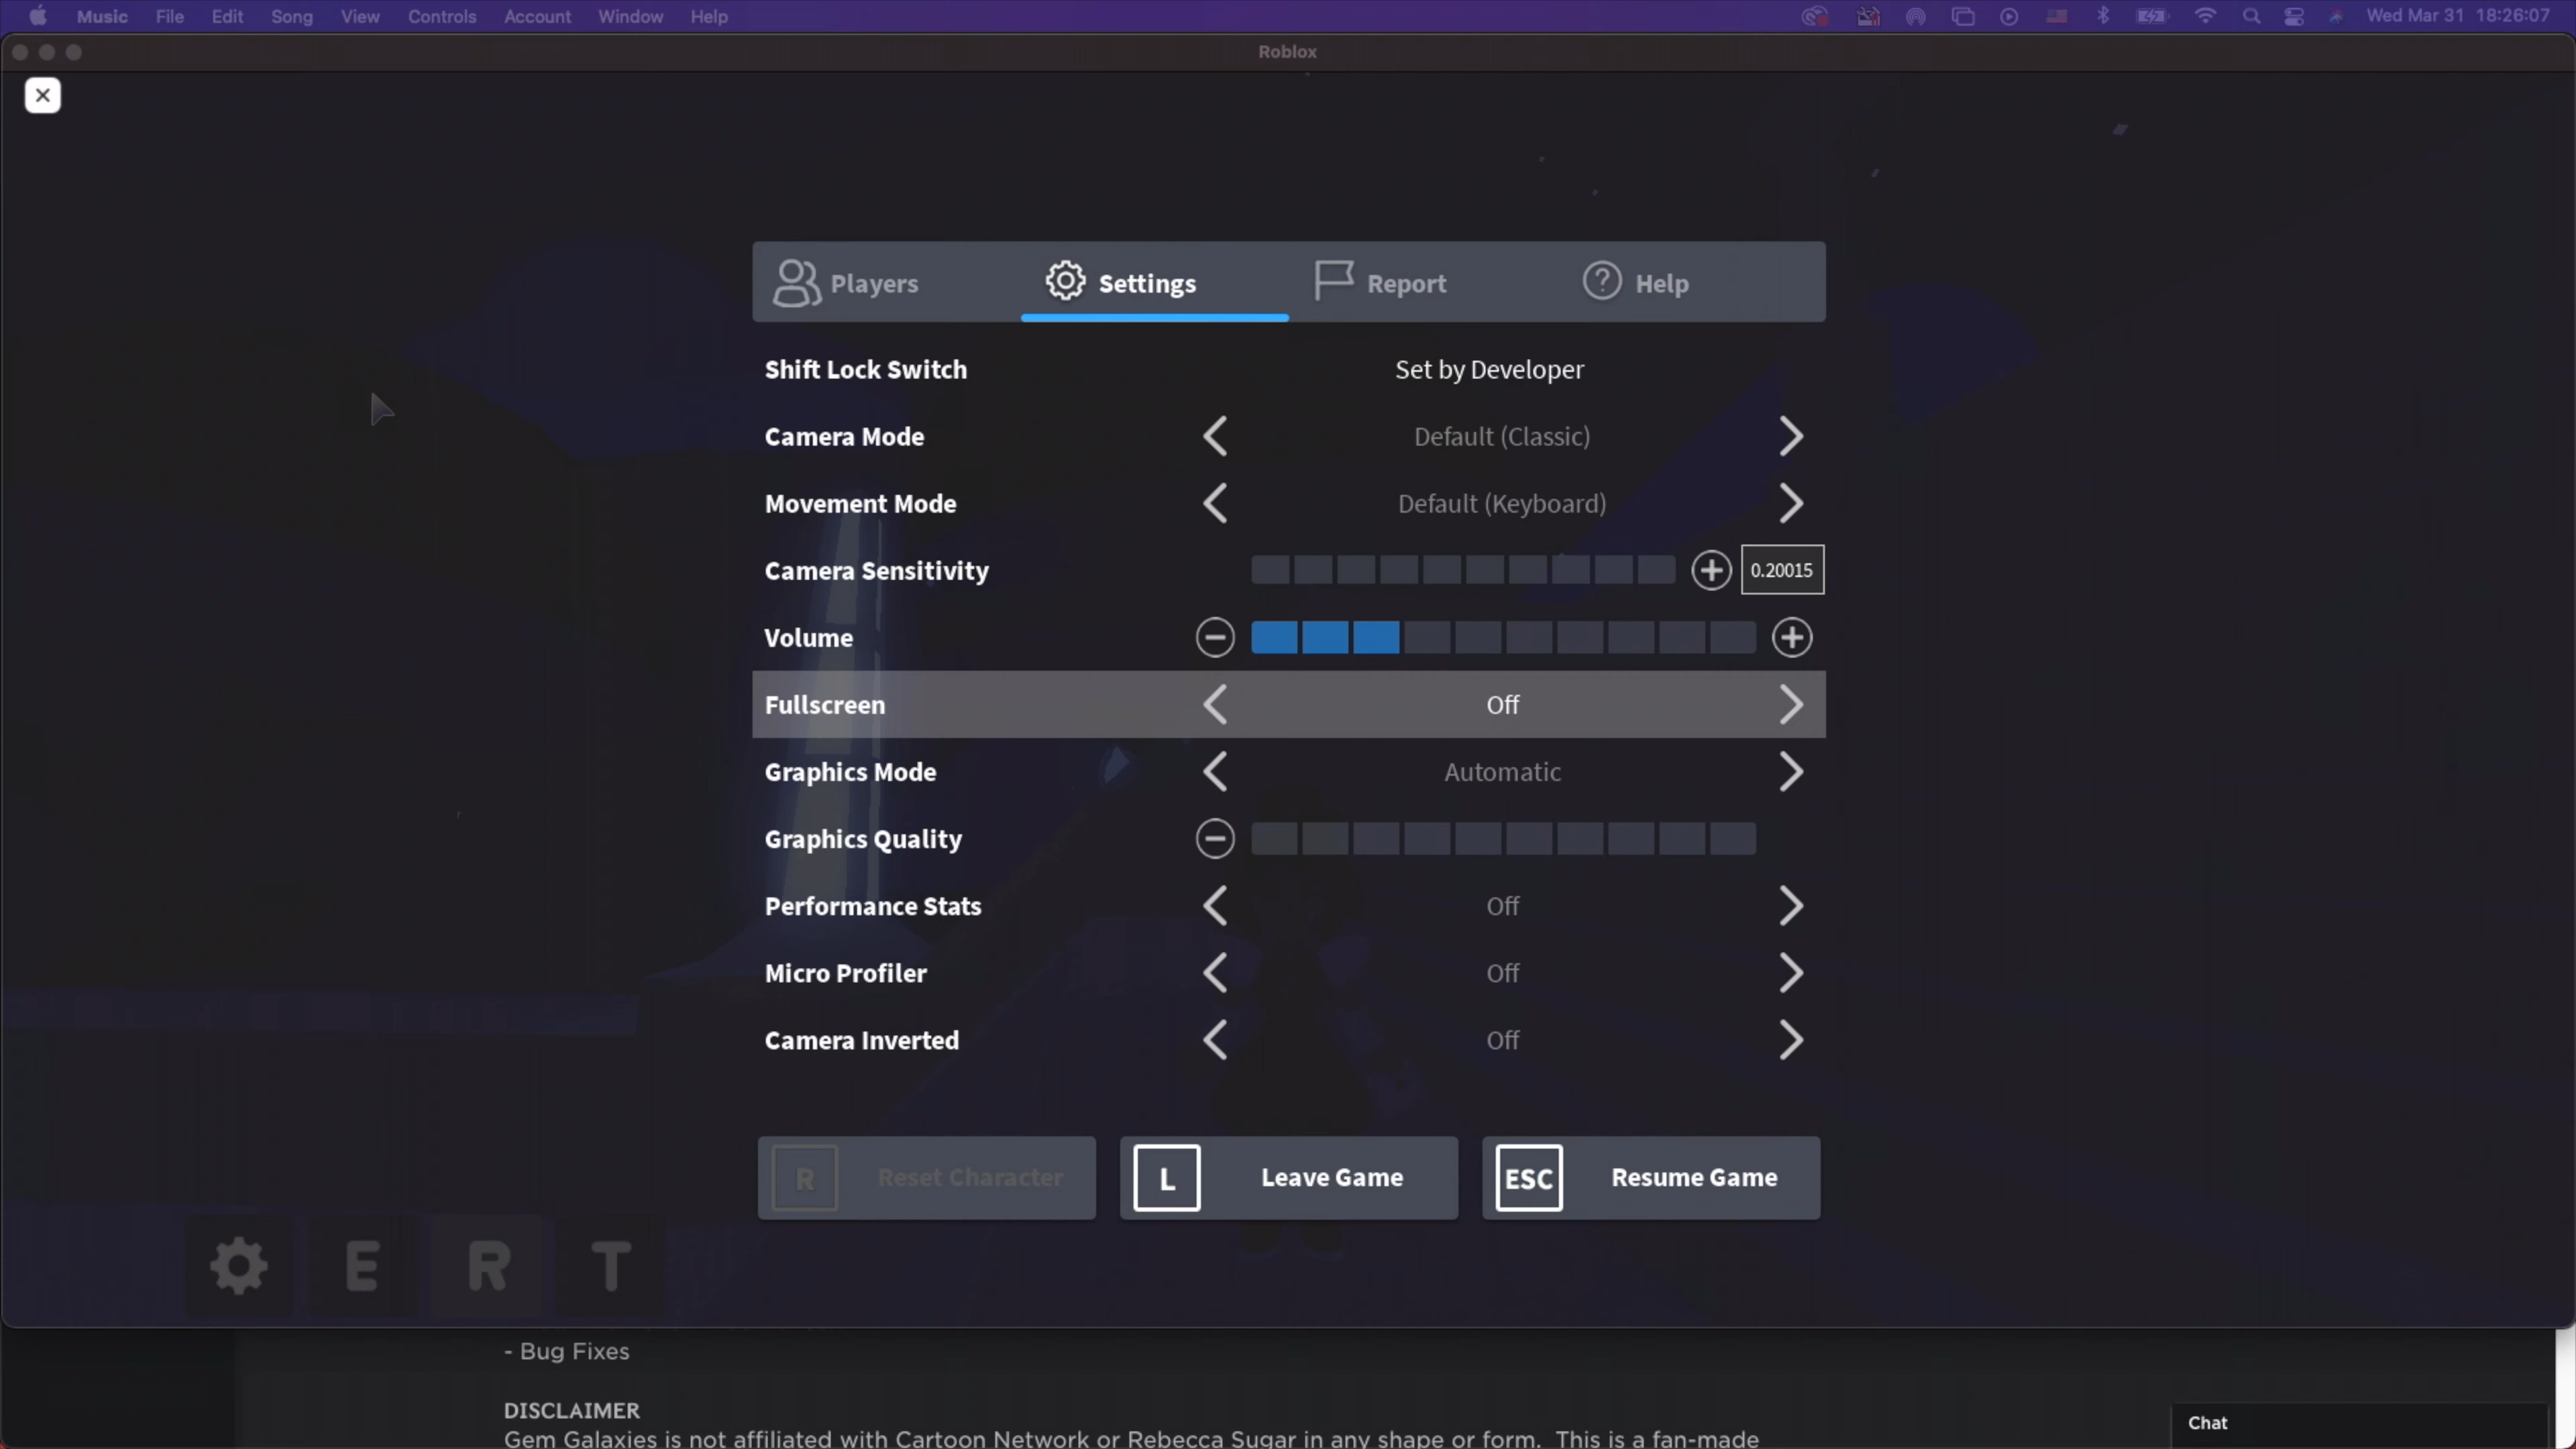 Music File Edit Song View Controls Account Window Help Wed Mar 31 18:26:07
Roblox
Players Settings Report Help
Shift Lock Switch Set by Developer
Camera Mode Default (Classic)
Movement Mode Default (Keyboard)
Camera Sensitivity 0.20015
Volume
Fullscreen Off
Graphics Mode Automatic
Graphics Quality
Performance Stats Off
Micro Profiler Off
Camera Inverted Off
R Reset Character L Leave Game ESC Resume Game
E R T
- Bug Fixes
DISCLAIMER
Chat
Gem Galaxies is not affiliated with Cartoon Network or Rebecca Sugar in any shape or form. This is a fan-made